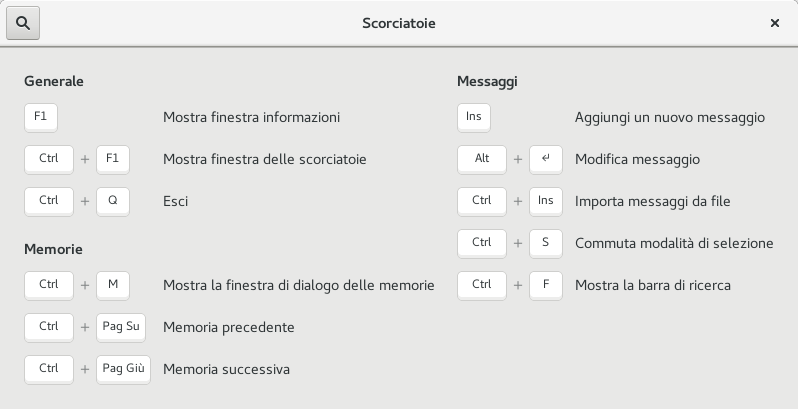 Scorciatoie
Generale
F1 Mostra finestra informazioni
Ctrl + F1 Mostra finestra delle scorciatoie
Ctrl + Q Esci
Memorie
Ctrl + M Mostra la finestra di dialogo delle memorie
Ctrl + Pag Su Memoria precedente
Ctrl + Pag Giù Memoria successiva
Messaggi
Ins Aggiungi un nuovo messaggio
Alt + ↵ Modifica messaggio
Ctrl + Ins Importa messaggi da file
Ctrl + S Commuta modalità di selezione
Ctrl + F Mostra la barra di ricerca